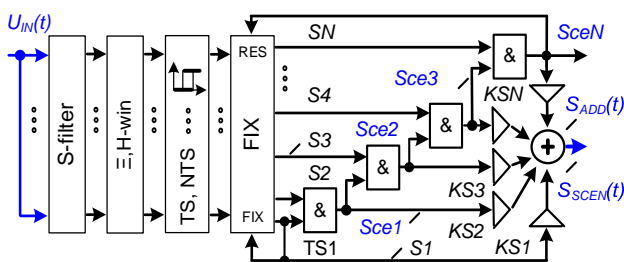 U_IN(t)
SN
SceN
RES
&
Sce3
S-filter
Ξ,H-win
TS, NTS
FIX
S4
KSN
&
S_ADD(t)
S3
Sce2
&
+
S2
KS3
S_SCEN(t)
FIX
&
Sce1
KS2
TS1
S1
KS1